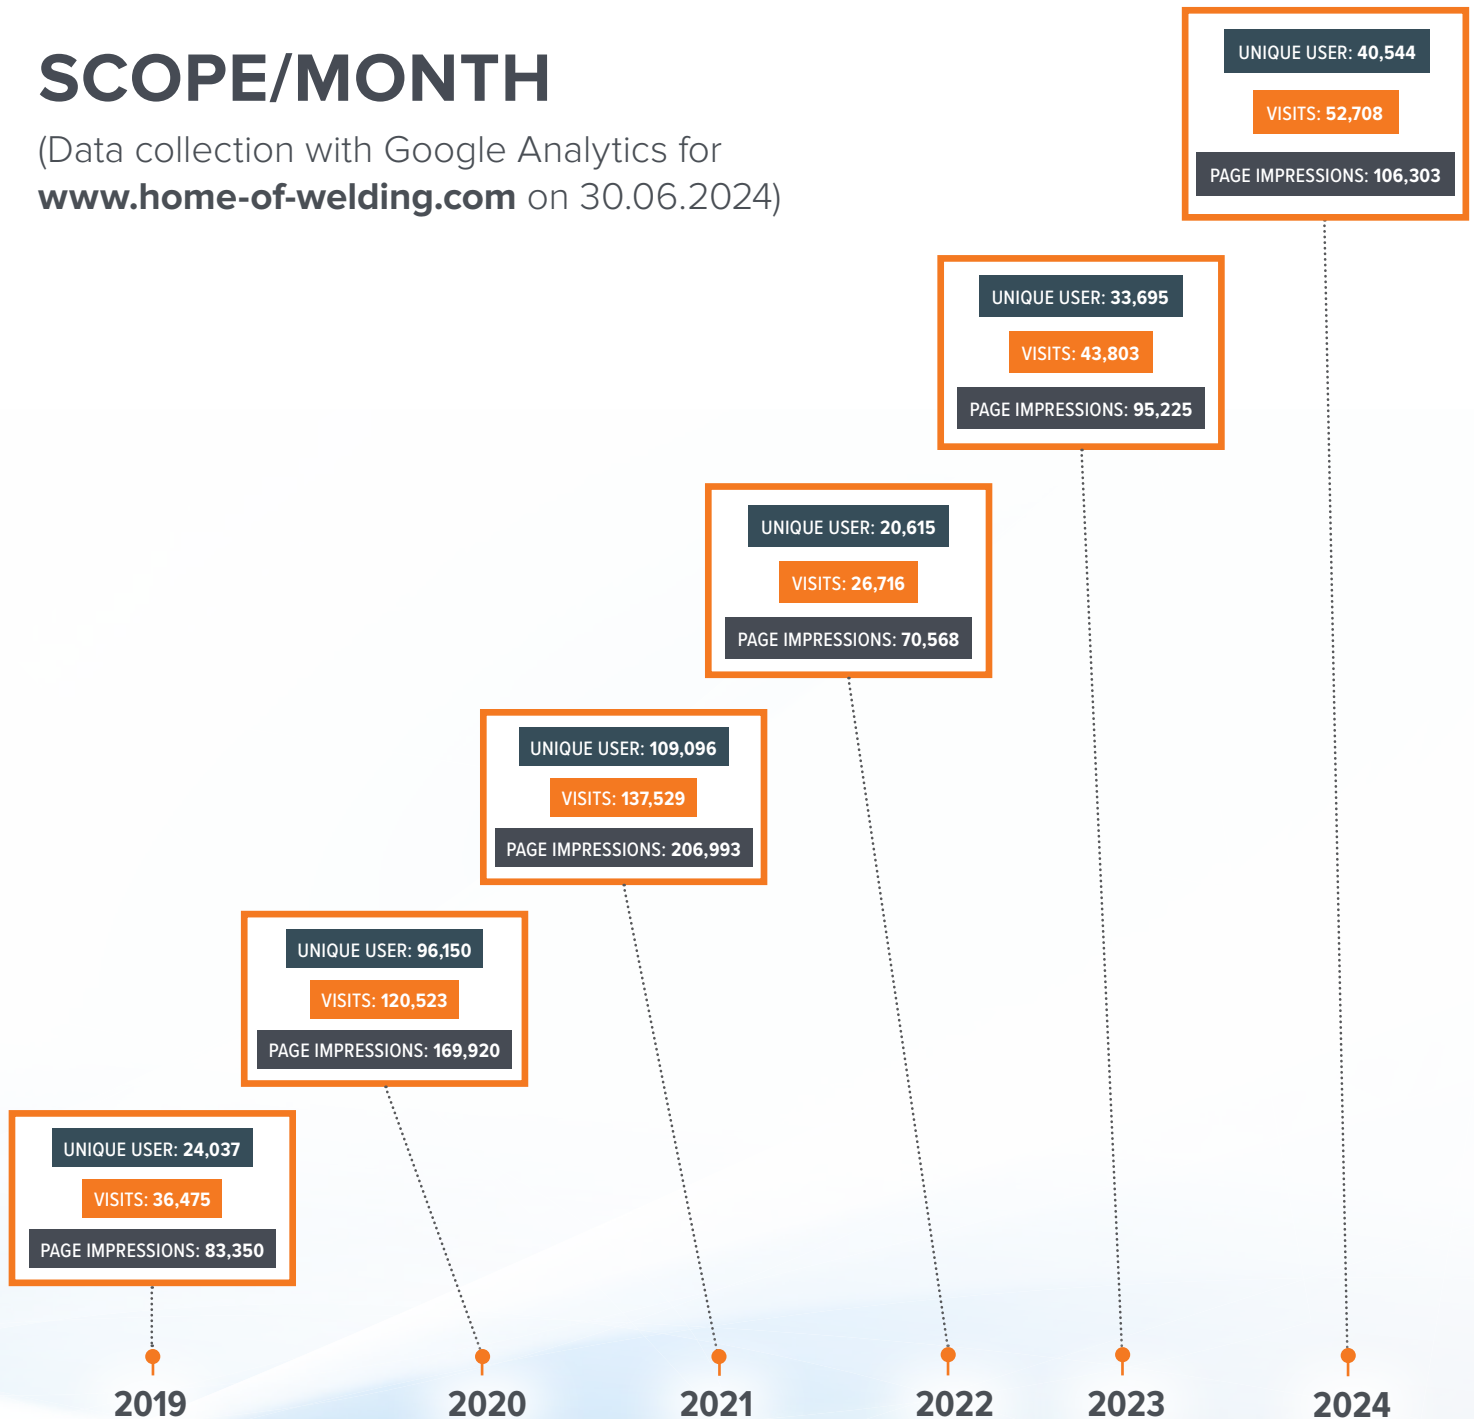 SCOPE/MONTH
(Data collection with Google Analytics for
www.home-of-welding.com on 30.06.2024)
UNIQUE USER: 40,544
VISITS: 52,708
PAGE IMPRESSIONS: 106,303
UNIQUE USER: 33,695
VISITS: 43,803
PAGE IMPRESSIONS: 95,225
UNIQUE USER: 20,615
VISITS: 26,716
PAGE IMPRESSIONS: 70,568
UNIQUE USER: 109,096
VISITS: 137,529
PAGE IMPRESSIONS: 206,993
UNIQUE USER: 96,150
VISITS: 120,523
PAGE IMPRESSIONS: 169,920
UNIQUE USER: 24,037
VISITS: 36,475
PAGE IMPRESSIONS: 83,350
2019 2020 2021 2022 2023 2024